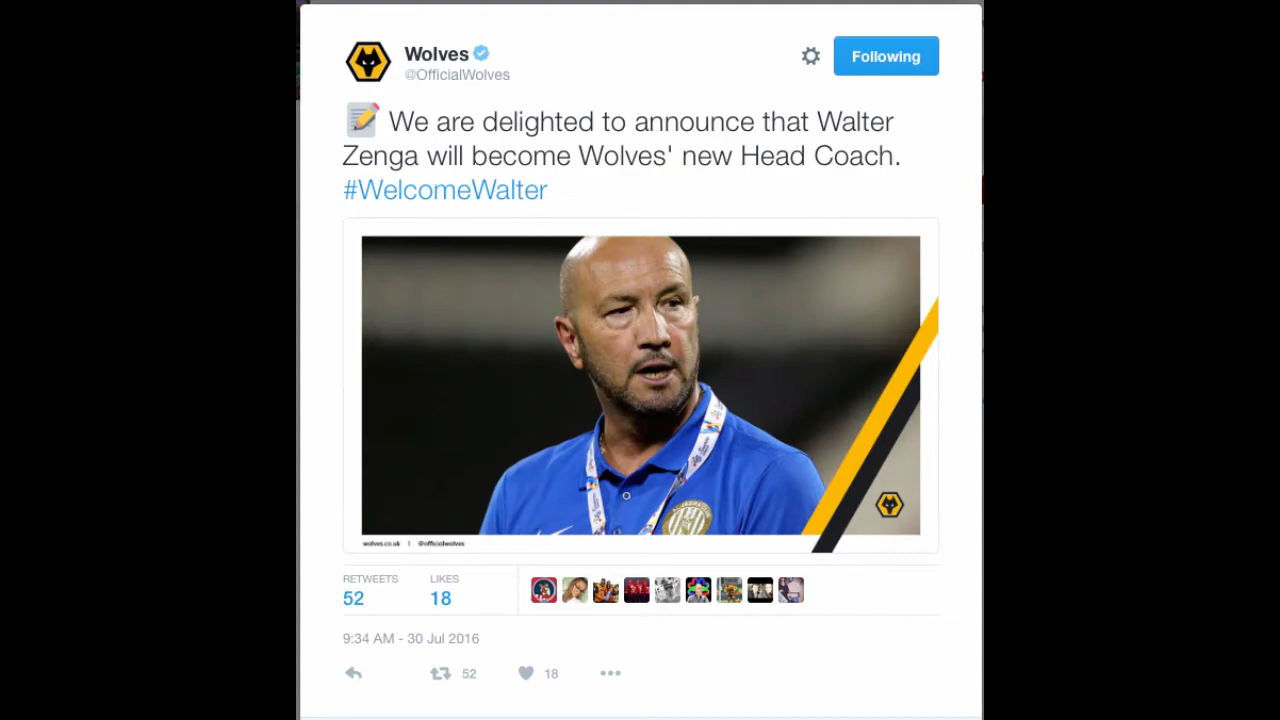 Wolves
@OfficialWolves
Following
We are delighted to announce that Walter
Zenga will become Wolves' new Head Coach.
#WelcomeWalter
wolves.co.uk | @officialwolves
RETWEETS
52
LIKES
18
9:34 AM - 30 Jul 2016
52
18